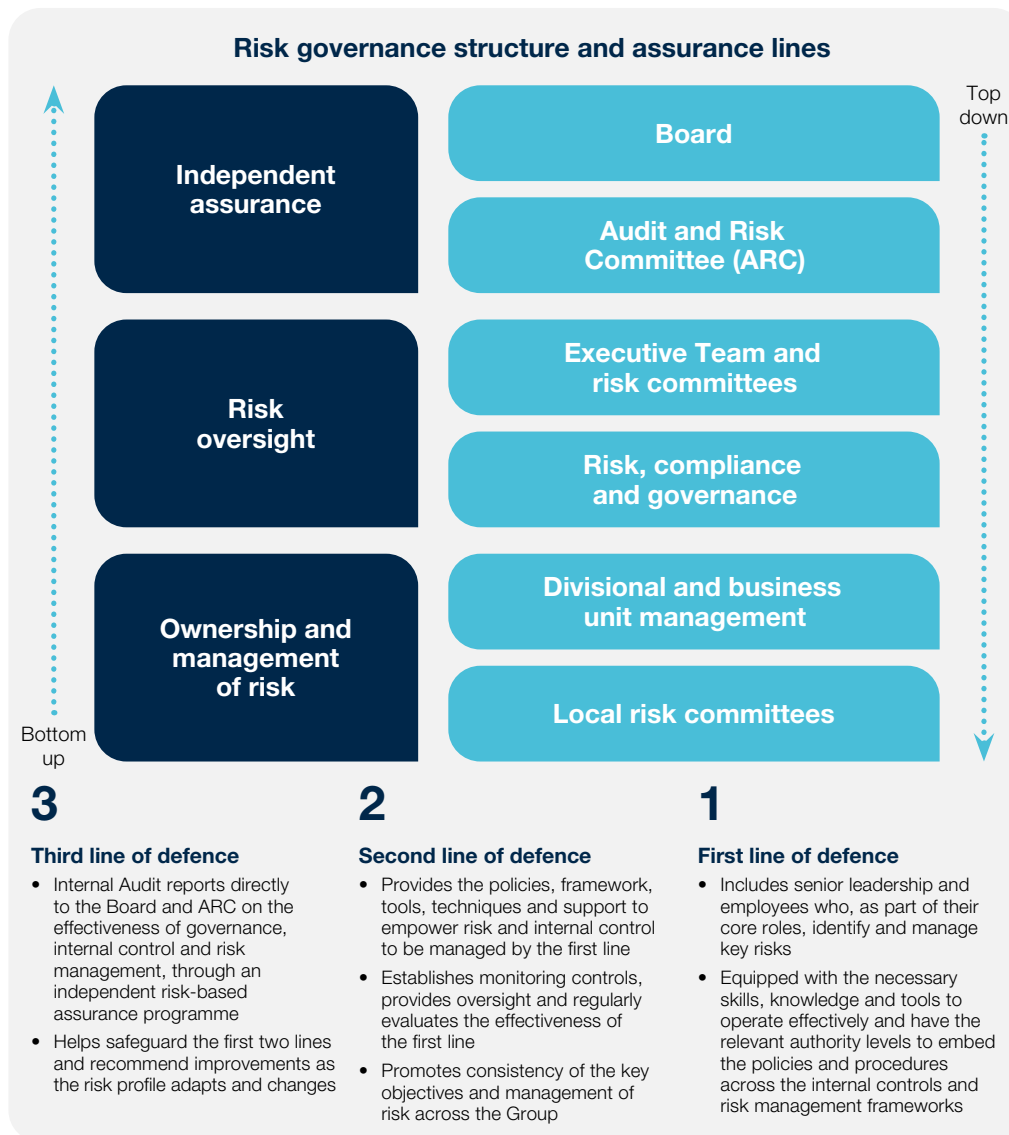 Risk governance structure and assurance lines
Top
down
Independent
assurance
Board
Audit and Risk
Committee (ARC)
Risk
oversight
Executive Team and
risk committees
Risk, compliance
and governance
Ownership and
management
of risk
Divisional and business
unit management
Local risk committees
Bottom
up
3
Third line of defence
• Internal Audit reports directly
to the Board and ARC on the
effectiveness of governance,
internal control and risk
management, through an
independent risk-based
assurance programme
• Helps safeguard the first two lines
and recommend improvements as
the risk profile adapts and changes
2
Second line of defence
• Provides the policies, framework,
tools, techniques and support to
empower risk and internal control
to be managed by the first line
• Establishes monitoring controls,
provides oversight and regularly
evaluates the effectiveness of
the first line
• Promotes consistency of the key
objectives and management of
risk across the Group
1
First line of defence
• Includes senior leadership and
employees who, as part of their
core roles, identify and manage
key risks
• Equipped with the necessary
skills, knowledge and tools to
operate effectively and have the
relevant authority levels to embed
the policies and procedures
across the internal controls and
risk management frameworks